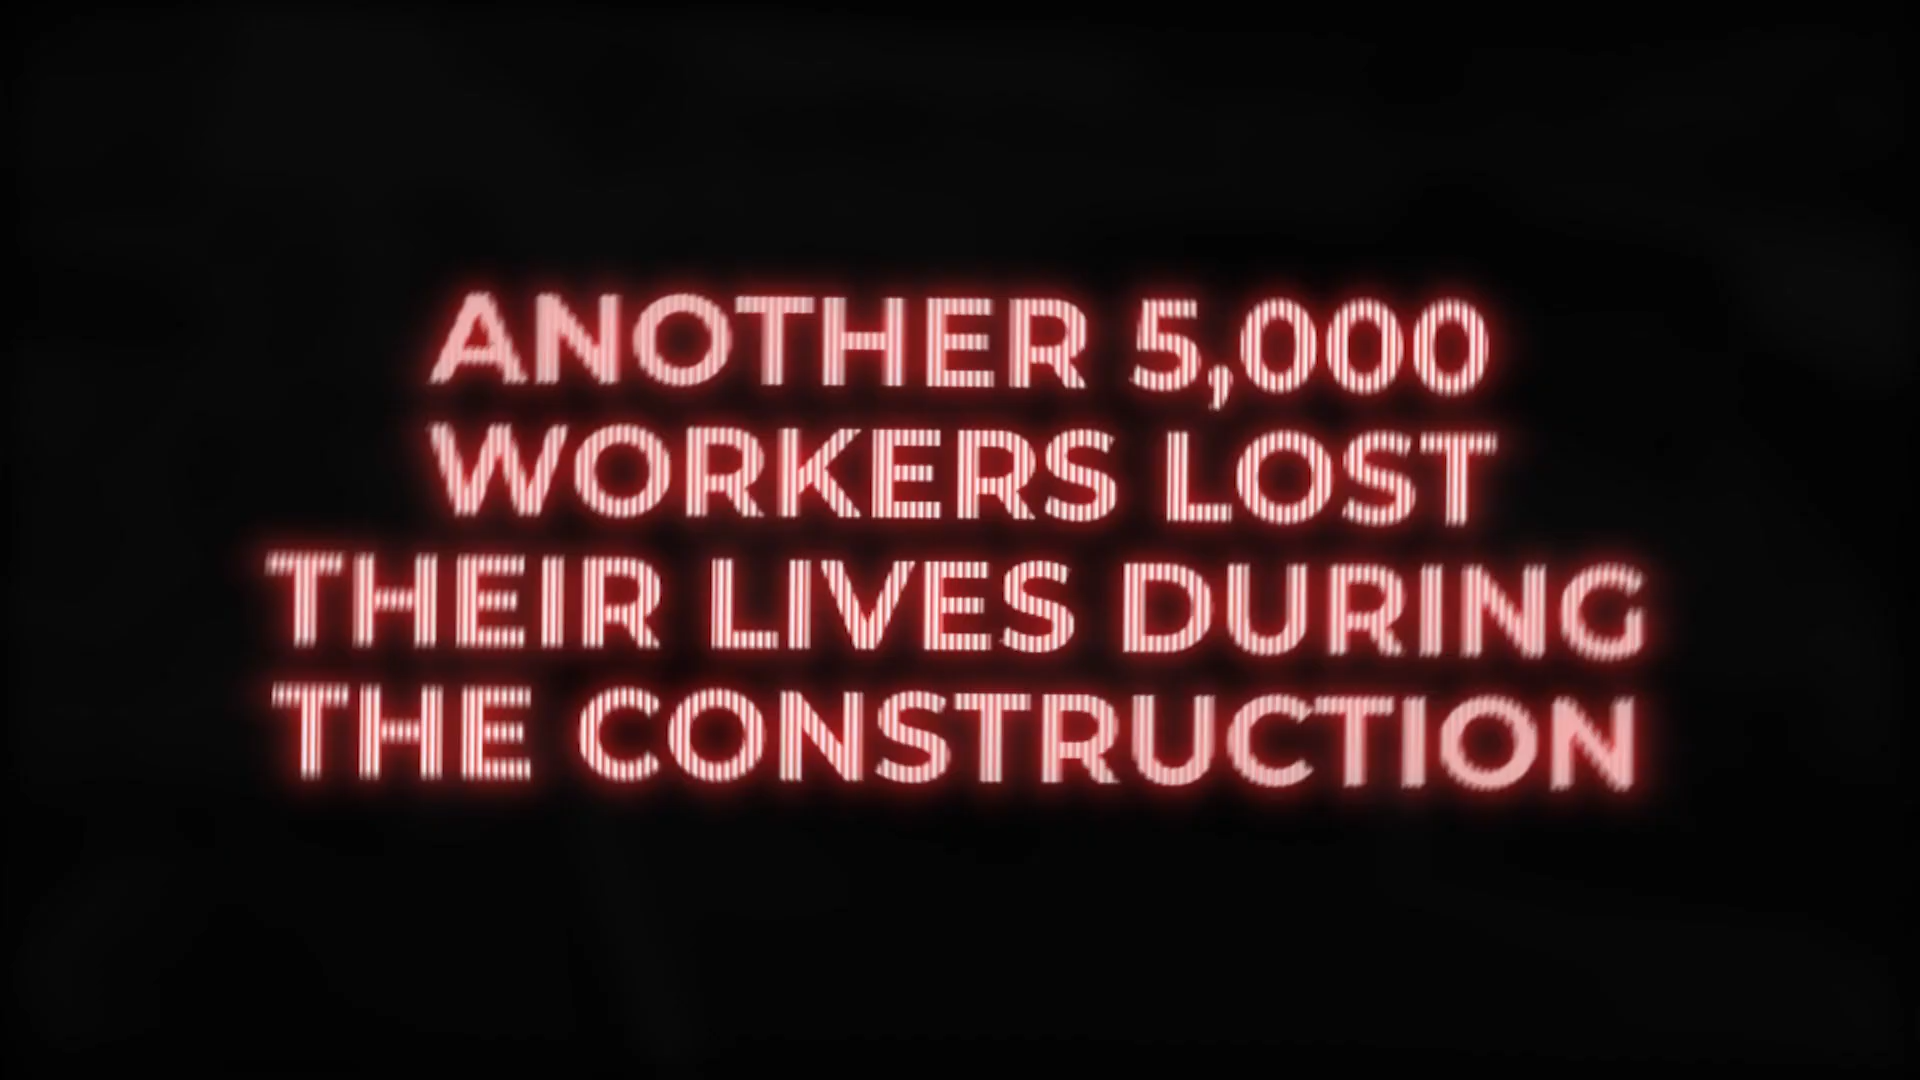 ANOTHER 5,000
WORKERS LOST
THEIR LIVES DURING
THE CONSTRUCTION